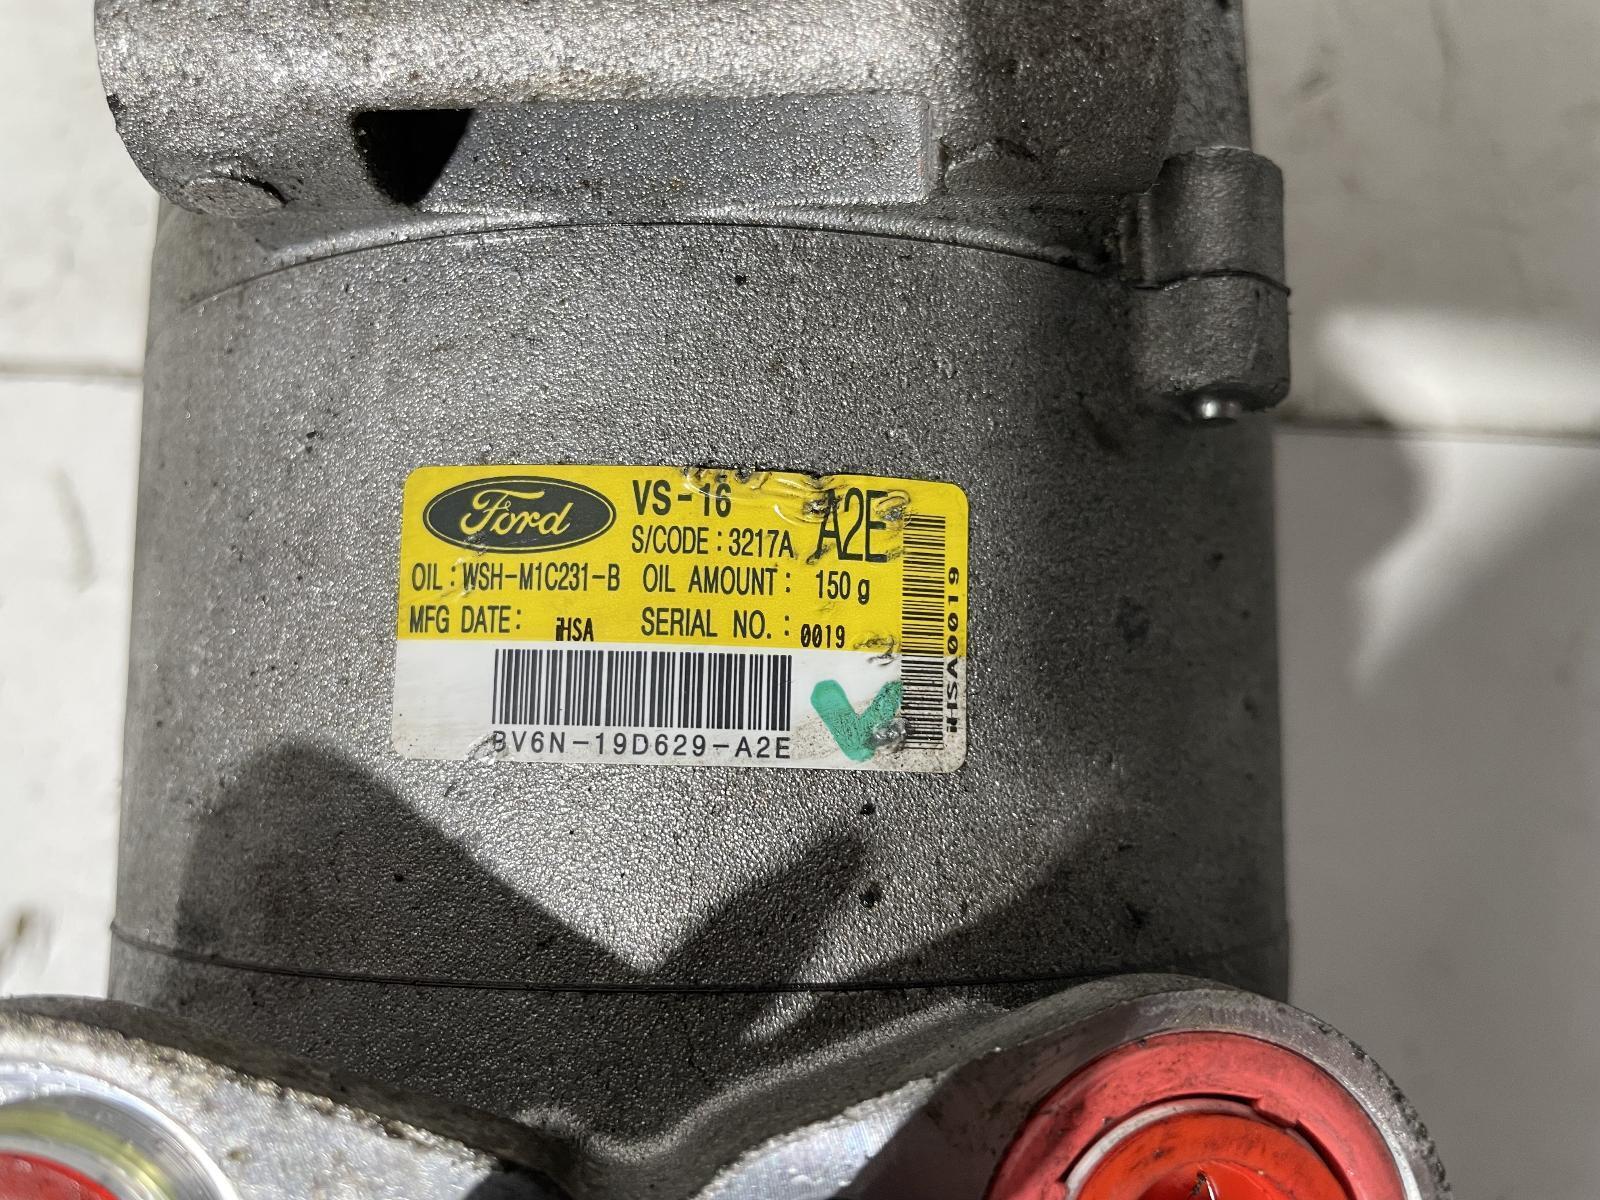 Ford VS-16 A2E
S/CODE : 3217A
OIL : WSH-M1C231-B OIL AMOUNT : 150 g
MFG DATE : HSA SERIAL NO. : 0019
BV6N-19D629-A2E
HSA0019